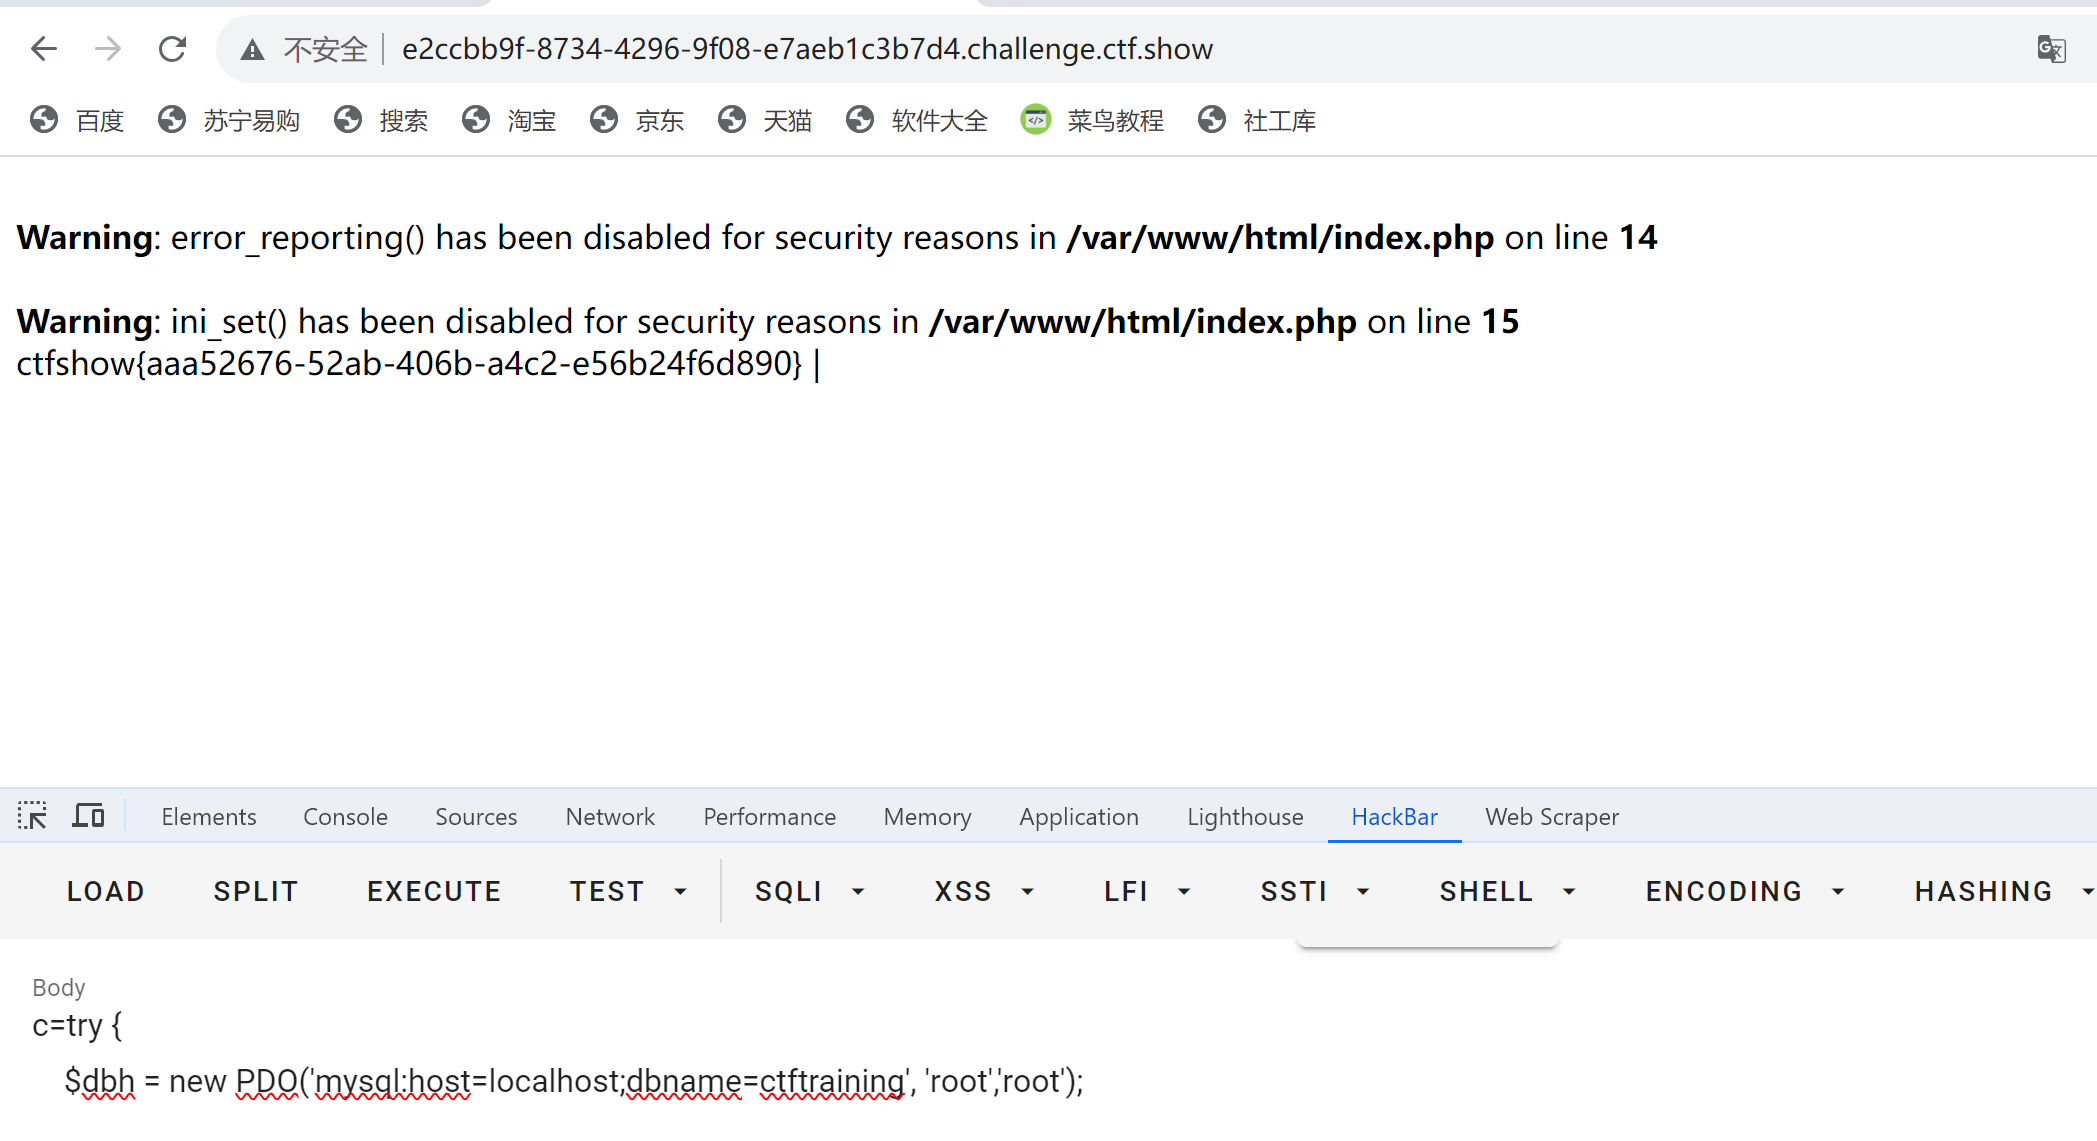 不安全 e2ccbb9f-8734-4296-9f08-e7aeb1c3b7d4.challenge.ctf.show
百度 苏宁易购 搜索 淘宝 京东 天猫 软件大全 菜鸟教程 社工库
Warning: error_reporting() has been disabled for security reasons in /var/www/html/index.php on line 14
Warning: ini_set() has been disabled for security reasons in /var/www/html/index.php on line 15
ctfshow{aaa52676-52ab-406b-a4c2-e56b24f6d890} |
Elements Console Sources Network Performance Memory Application Lighthouse HackBar Web Scraper
LOAD SPLIT EXECUTE TEST SQLI XSS LFI SSTI SHELL ENCODING HASHING
Body
c=try {
$dbh = new PDO('mysql:host=localhost;dbname=ctftraining', 'root','root');